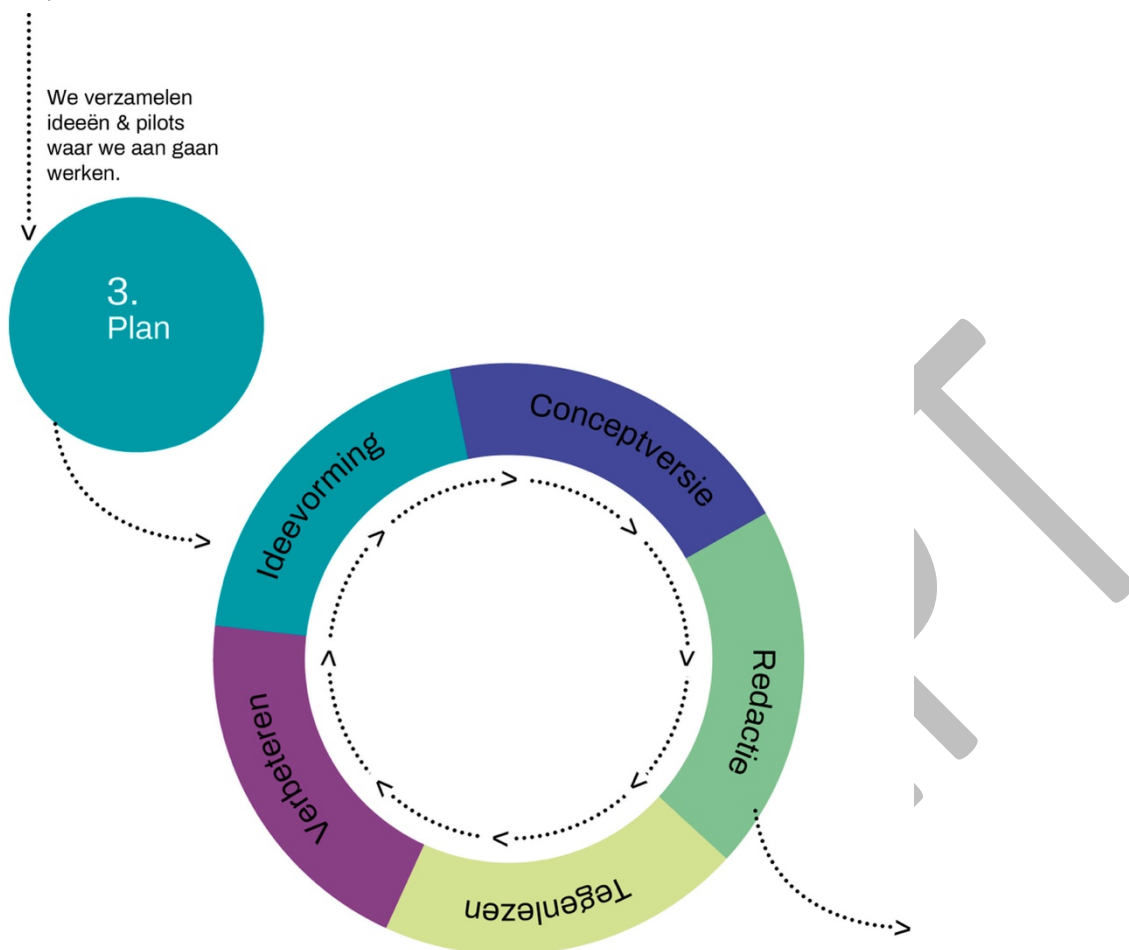 We verzamelen
ideeën & pilots
waar we aan gaan
werken.
3.
Plan
Ideevorming
Conceptversie
Redactie
Tegenlezen
Verbeteren